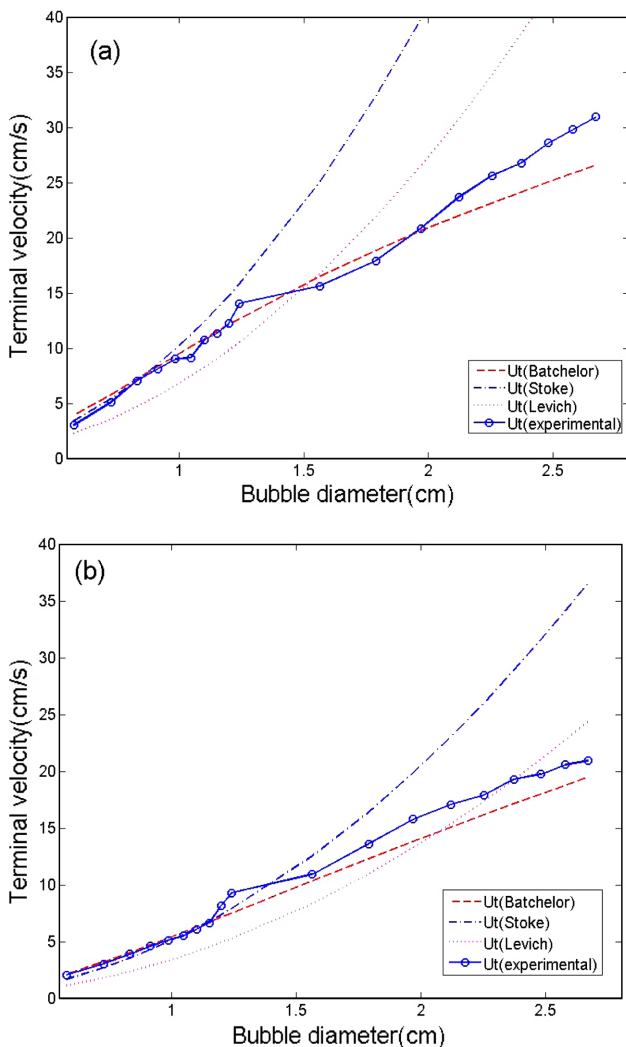 (a)
Terminal velocity(cm/s)
40
35
30
25
20
15
10
5
0
1
1.5
2
2.5
Bubble diameter(cm)
Ut(Batchelor)
Ut(Stoke)
Ut(Levich)
Ut(experimental)
(b)
Terminal velocity(cm/s)
40
35
30
25
20
15
10
5
0
1
1.5
2
2.5
Bubble diameter(cm)
Ut(Batchelor)
Ut(Stoke)
Ut(Levich)
Ut(experimental)